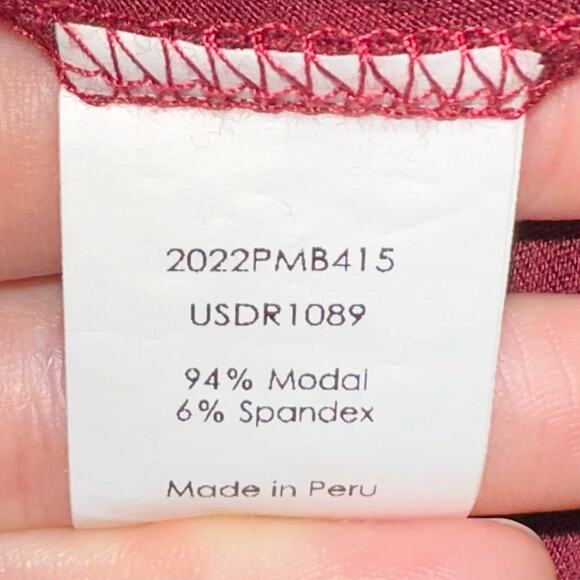 2022PMB415
USDR1089
94% Modal
6% Spandex
Made in Peru